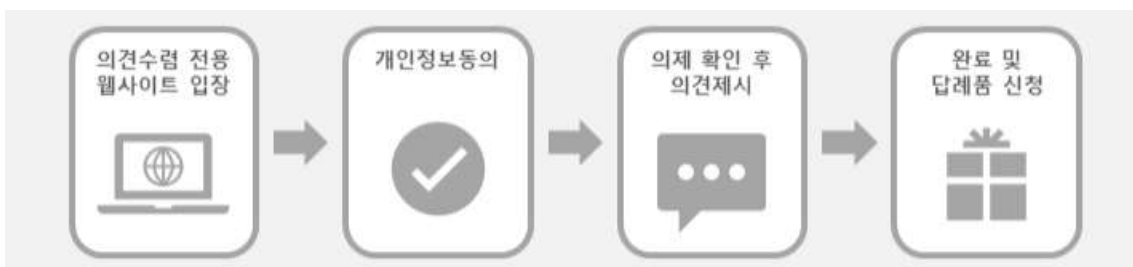 의견수렴 전용
웹사이트 입장
개인정보동의
의제 확인 후
의견제시
완료 및
답례품 신청